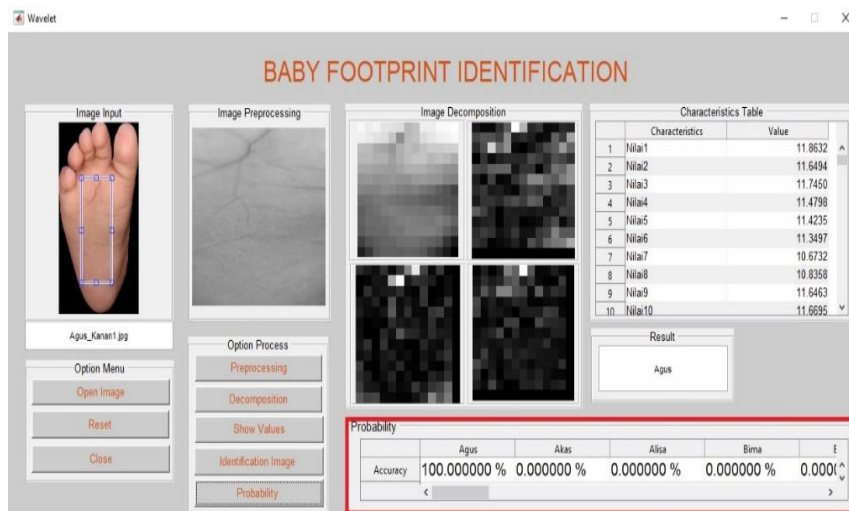 Wavelet
BABY FOOTPRINT IDENTIFICATION
Image Input
Agus_Kanan1.jpg
Option Menu
Open Image
Reset
Close
Image Preprocessing
Option Process
Preprocessing
Decomposition
Show Values
Identification Image
Probability
Image Decomposition
Characteristics Table
Characteristics Value
1 Nilai1 11.8632
2 Nilai2 11.6494
3 Nilai3 11.7450
4 Nilai4 11.4798
5 Nilai5 11.4235
6 Nilai6 11.3497
7 Nilai7 10.6732
8 Nilai8 10.8358
9 Nilai9 11.6463
10 Nilai10 11.6695
Result
Agus
Probability
Agus Akas Alisa Bima
Accuracy 100.000000 % 0.000000 % 0.000000 % 0.000000 %